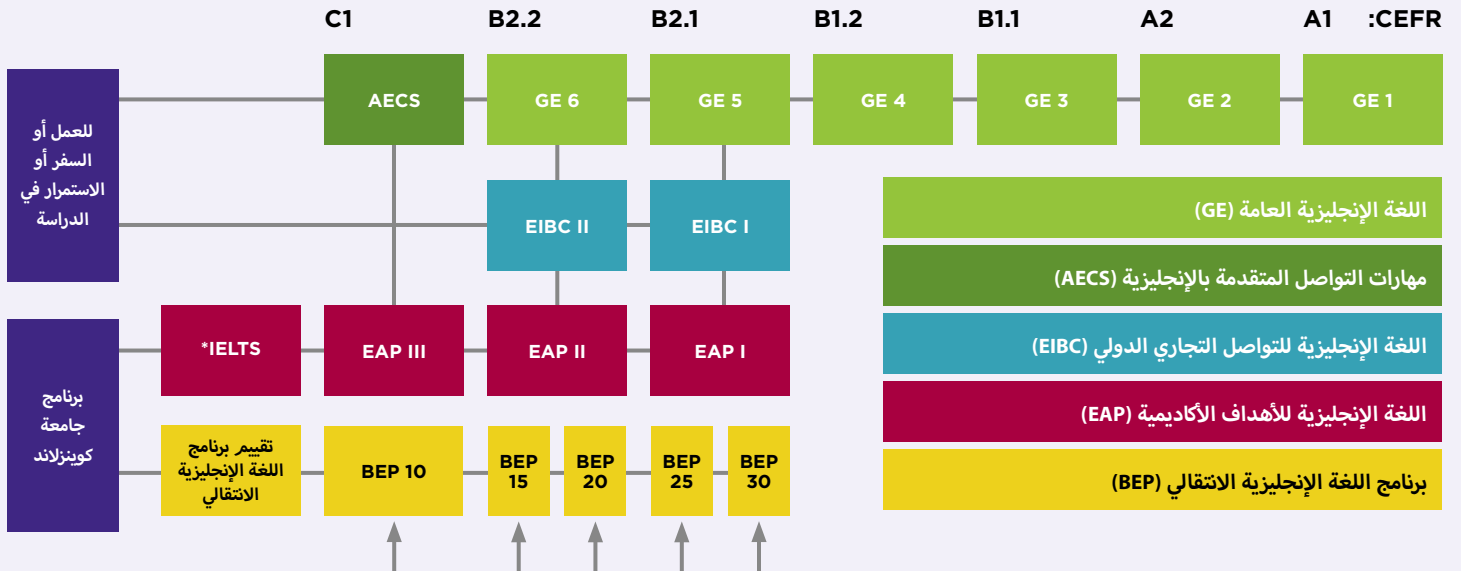 CEFR: A1 A2 B1.1 B1.2 B2.1 B2.2 C1
GE 1
GE 2
GE 3
GE 4
GE 5
GE 6
AECS
للعمل أو
السفر أو
الاستمرار في
الدراسة
EIBC I
EIBC II
اللغة الإنجليزية العامة (GE)
مهارات التواصل المتقدمة بالإنجليزية (AECS)
اللغة الإنجليزية للتواصل التجاري الدولي (EIBC)
اللغة الإنجليزية للأهداف الأكاديمية (EAP)
برنامج اللغة الإنجليزية الانتقالي (BEP)
EAP I
EAP II
EAP III
IELTS*
برنامج
جامعة
كوينزلاند
BEP
30
BEP
25
BEP
20
BEP
15
BEP 10
تقييم برنامج
اللغة الإنجليزية
الانتقالي